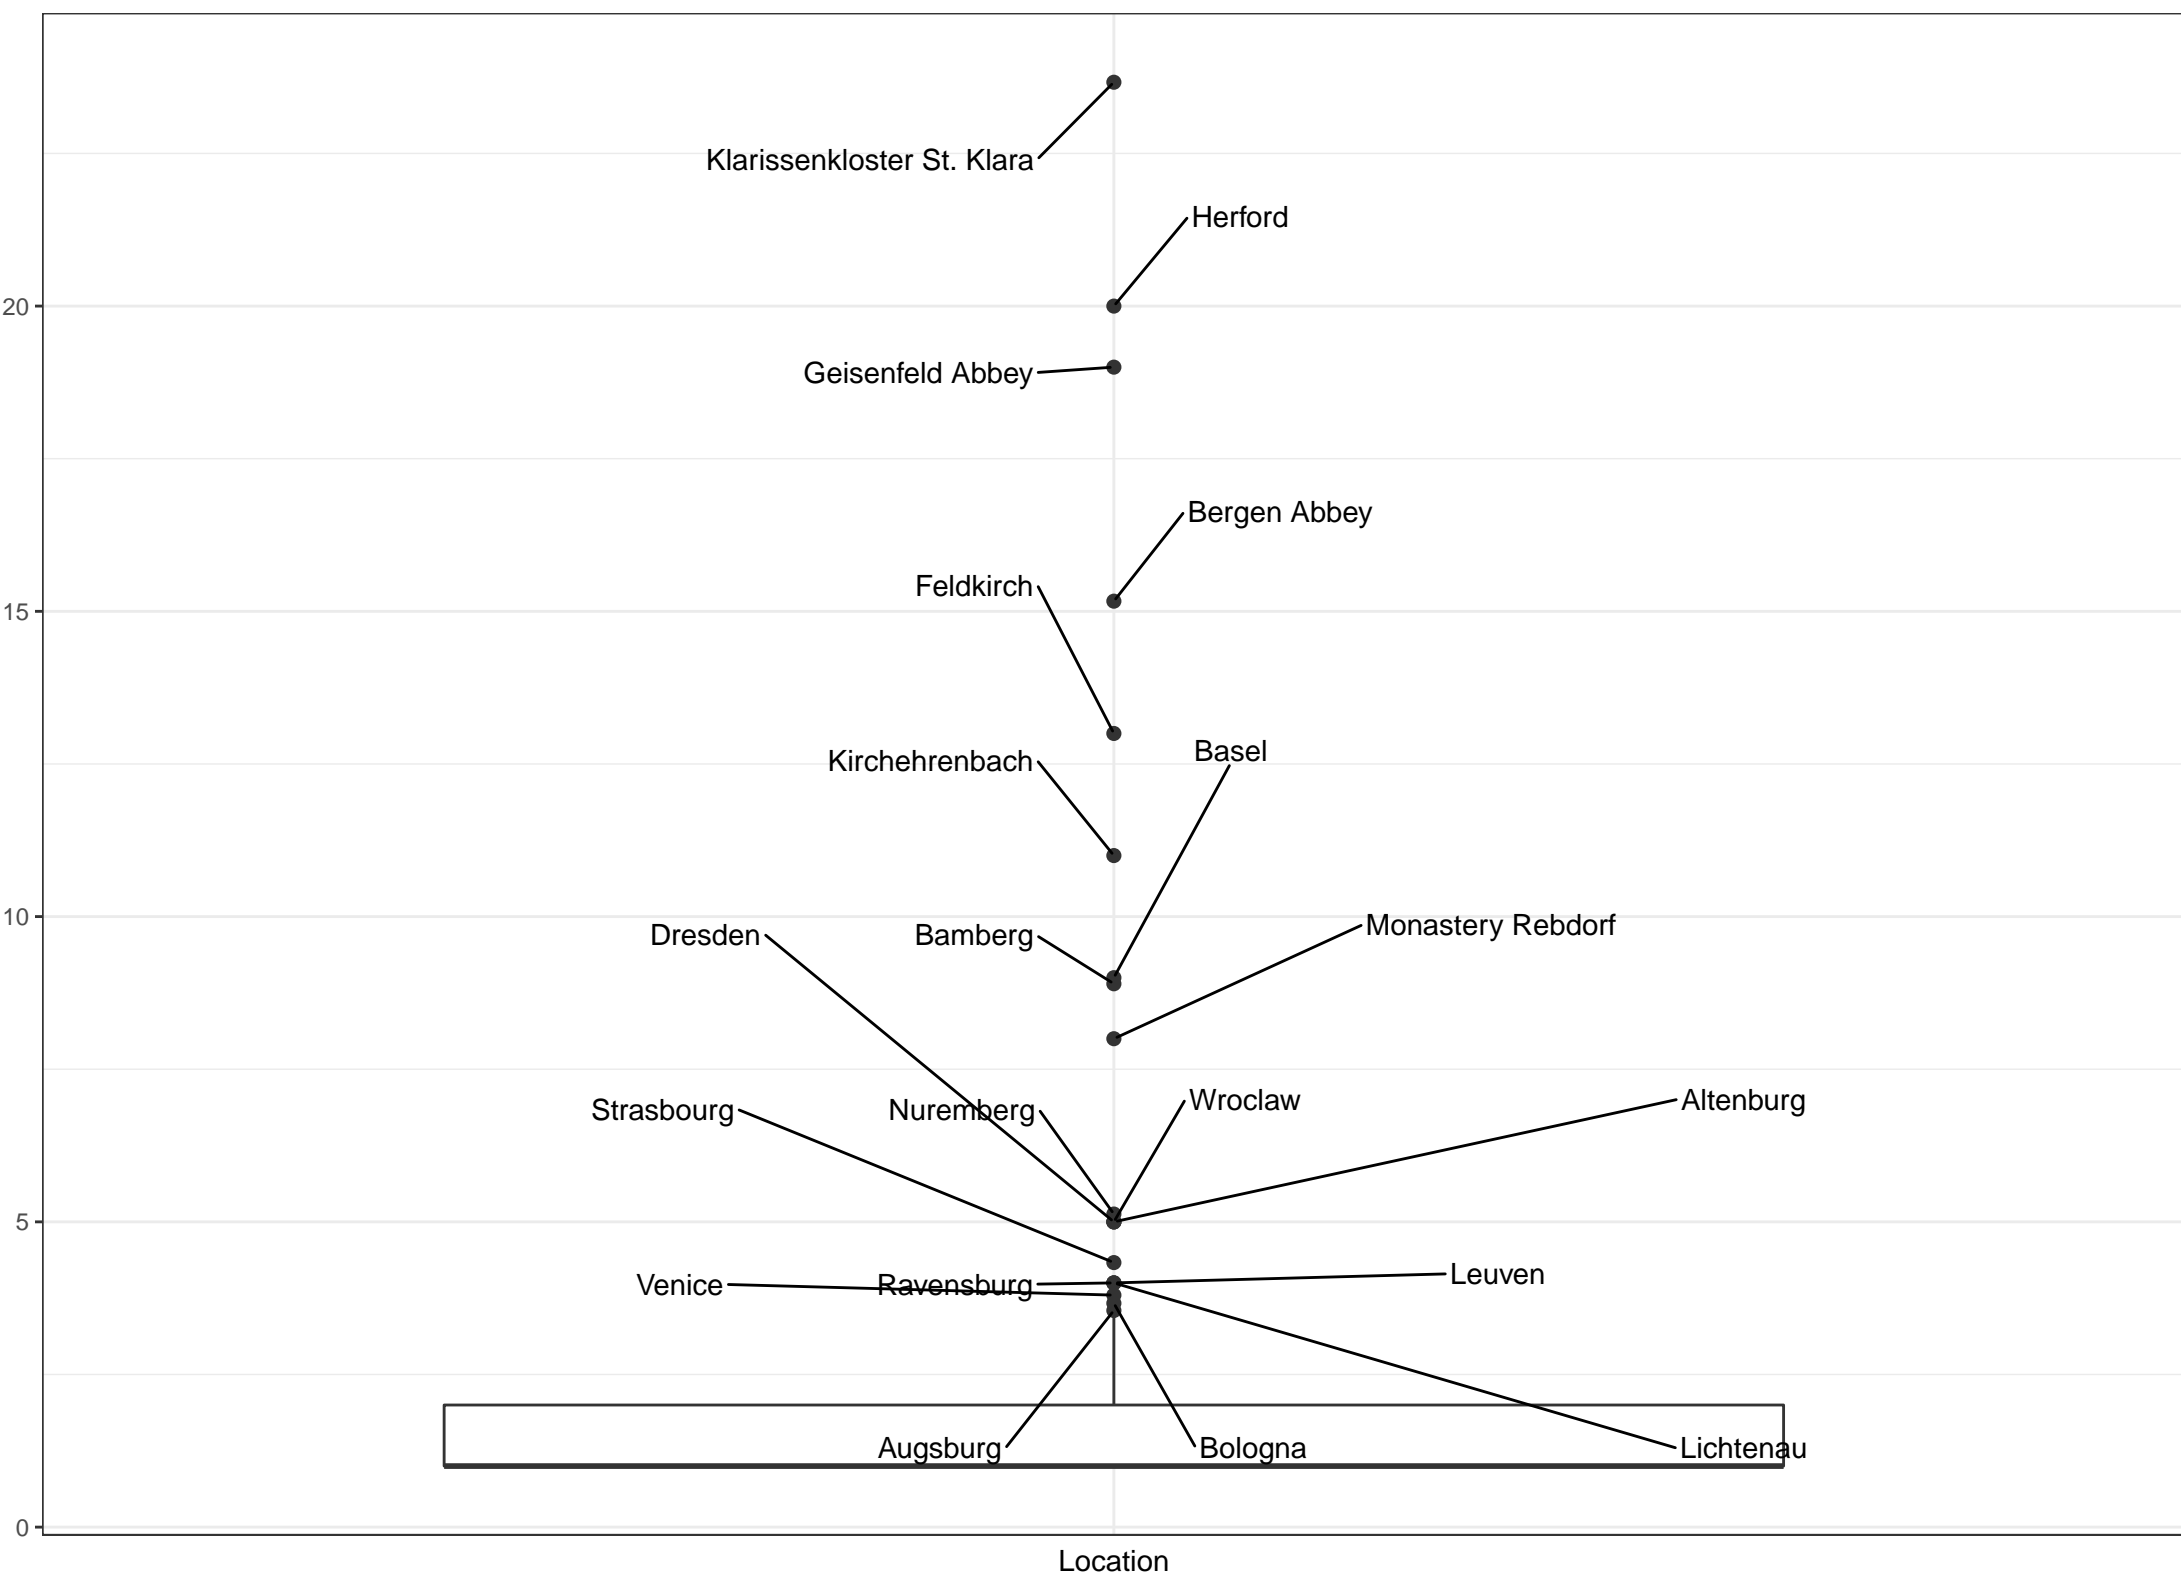 Klarissenkloster St. Klara
Herford
20
Geisenfeld Abbey
Bergen Abbey
Feldkirch
15
Basel
Kirchehrenbach
10
Monastery Rebdorf
Dresden
Bamberg
Wroclaw
Altenburg
Strasbourg
Nuremberg
5
Leuven
Venice
Ravensburg
Augsburg
Bologna
Lichtenau
0
Location